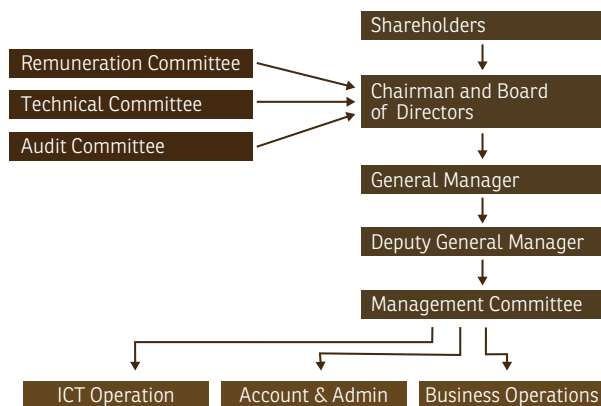 Shareholders
Remuneration Committee
Technical Committee
Audit Committee
Chairman and Board
of Directors
General Manager
Deputy General Manager
Management Committee
ICT Operation
Account & Admin
Business Operations